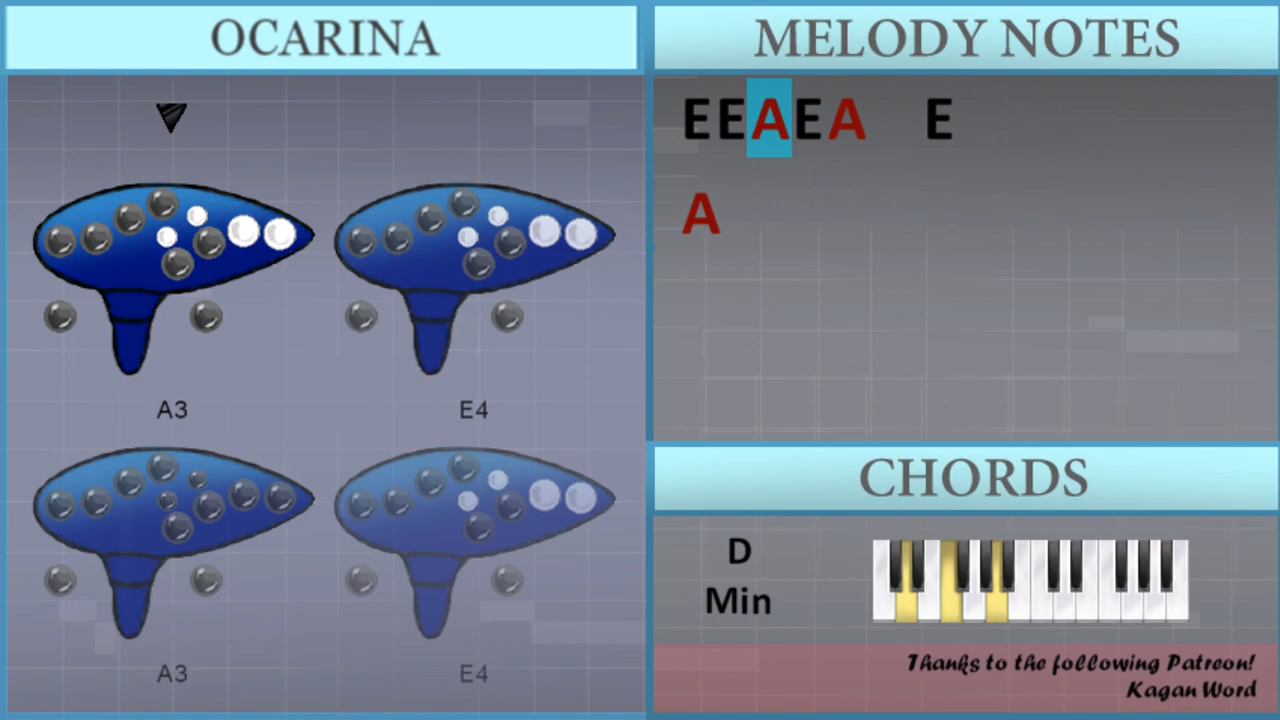 OCARINA
A3 E4
A3 E4
MELODY NOTES
EEAEA E
A
CHORDS
D
Min
Thanks to the following Patreon!
Kagan Word